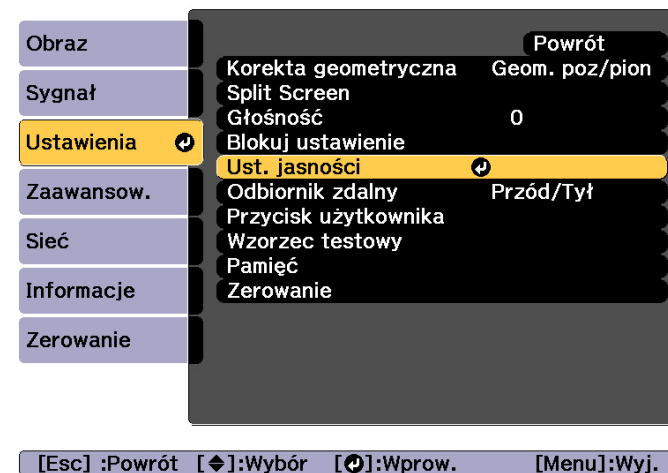 Obraz
Sygnał
Ustawienia
Zaawansow.
Sieć
Informacje
Zerowanie
Powrót
Korekta geometryczna Geom. poz/pion
Split Screen
Głośność 0
Blokuj ustawienie
Ust. jasności
Odbiornik zdalny Przód/Tył
Przycisk użytkownika
Wzorzec testowy
Pamięć
Zerowanie
[Esc] :Powrót [◆]:Wybór [↵]:Wprow. [Menu]:Wyj.